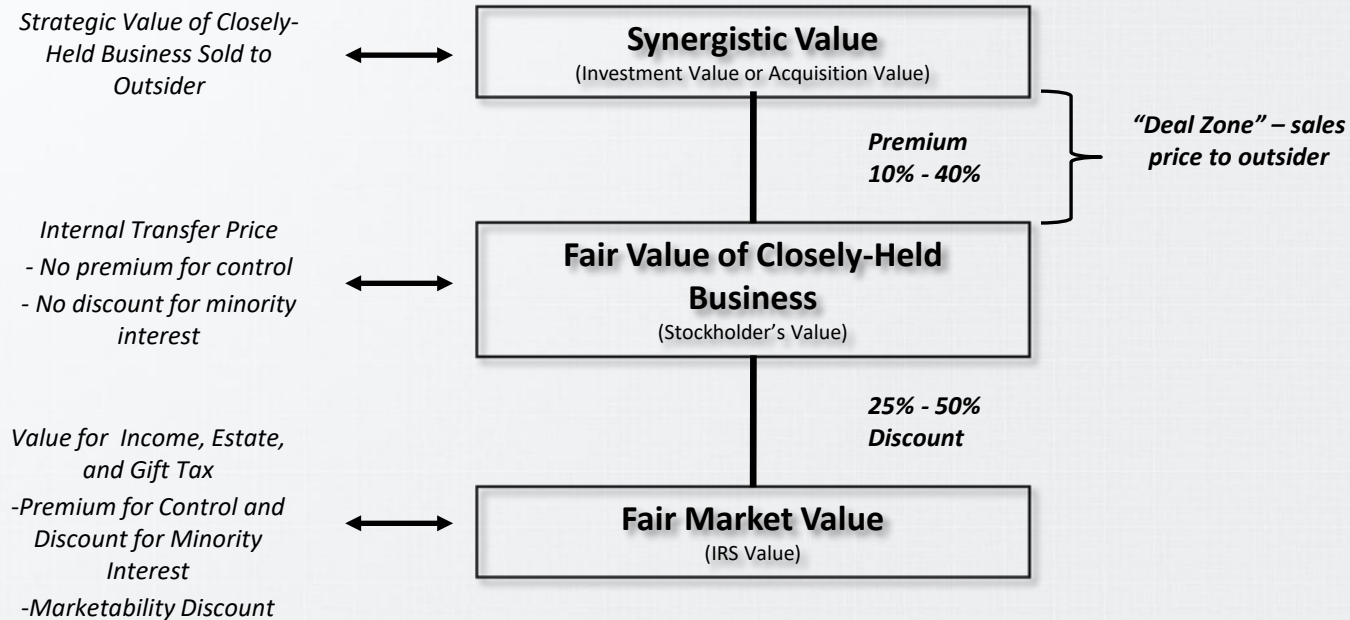 Strategic Value of Closely-
Held Business Sold to
Outsider
Synergistic Value
(Investment Value or Acquisition Value)
Premium
10% - 40%
“Deal Zone” – sales
price to outsider
Internal Transfer Price
- No premium for control
- No discount for minority
interest
Fair Value of Closely-Held
Business
(Stockholder’s Value)
25% - 50%
Discount
Value for Income, Estate,
and Gift Tax
-Premium for Control and
Discount for Minority
Interest
-Marketability Discount
Fair Market Value
(IRS Value)